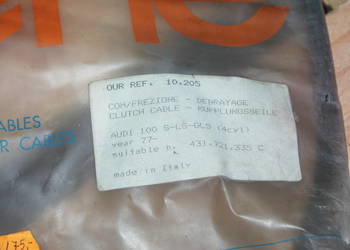 OUR REF. 10.205
COM/FREZIONE - DEBRAYAGE
CLUTCH CABLE - KUPPLUNGSSEILE
AUDI 100 S-LS-GLS (4cyl)
year 77-
suitable n. 431.721.335 C
made in Italy
ABLES
R CABLES
175,-